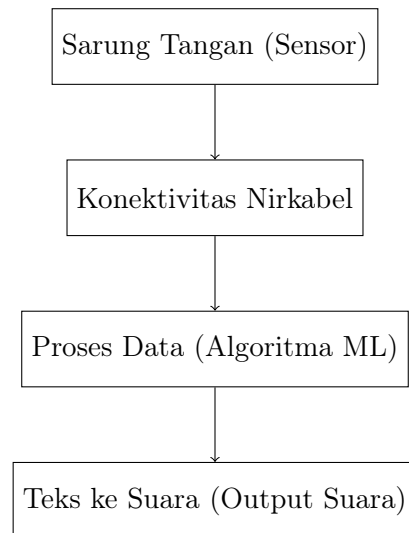 Sarung Tangan (Sensor)
Konektivitas Nirkabel
Proses Data (Algoritma ML)
Teks ke Suara (Output Suara)